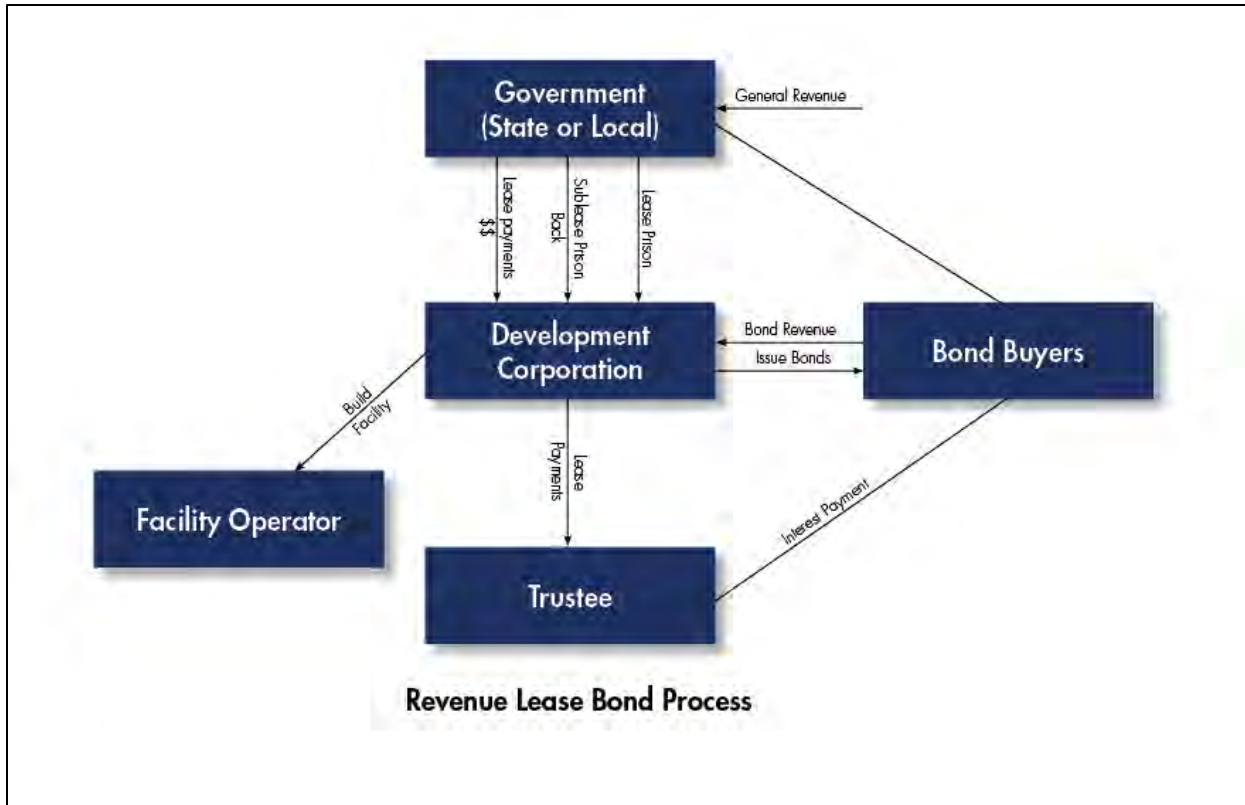 Government
(State or Local)
General Revenue
Lease payments
$$
Sublease Prison
Back
Lease Prison
Development
Corporation
Bond Revenue
Issue Bonds
Bond Buyers
Build
Facility
Lease
Payments
Facility Operator
Interest Payment
Trustee
Revenue Lease Bond Process